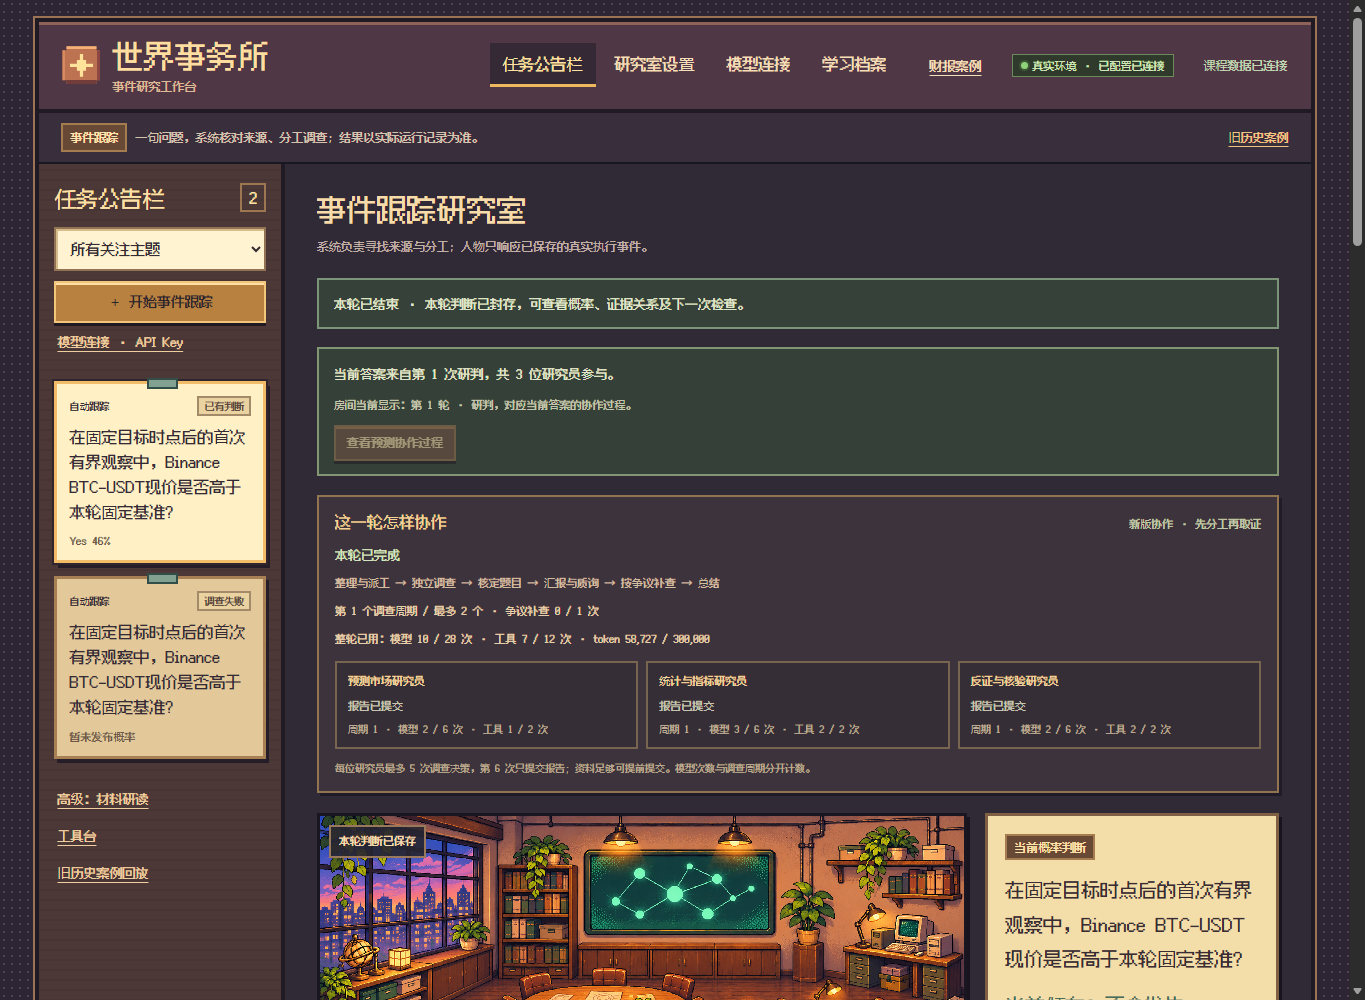 世界事务所
事件研究工作台
任务公告栏
研究室设置
模型连接
学习档案
财报案例
真实环境 · 已配置已连接
课程数据已连接
事件跟踪
一句问题，系统核对来源、分工调查；结果以实际运行记录为准。
旧历史案例
任务公告栏
2
所有关注主题
+ 开始事件跟踪
模型连接 · API Key
自动跟踪
已有判断
在固定目标时点后的首次
有界观察中，Binance
BTC-USDT现价是否高于
本轮固定基准？
Yes 46%
自动跟踪
调查失败
在固定目标时点后的首次
有界观察中，Binance
BTC-USDT现价是否高于
本轮固定基准？
暂未发布概率
高级：材料研读
工具台
旧历史案例回放
事件跟踪研究室
系统负责寻找来源与分工；人物只响应已保存的真实执行事件。
本轮已结束 · 本轮判断已封存，可查看概率、证据关系及下一次检查。
当前答案来自第 1 次研判，共 3 位研究员参与。
房间当前显示：第 1 轮 · 研判，对应当前答案的协作过程。
查看预测协作过程
这一轮怎样协作
新版协作 · 先分工再取证
本轮已完成
整理与派工 → 独立调查 → 核定题目 → 汇报与质询 → 按争议补查 → 总结
第 1 个调查周期 / 最多 2 个 · 争议补查 0 / 1 次
整轮已用：模型 10 / 28 次 · 工具 7 / 12 次 · token 58,727 / 300,000
预测市场研究员
报告已提交
周期 1 · 模型 2 / 6 次 · 工具 1 / 2 次
统计与指标研究员
报告已提交
周期 1 · 模型 3 / 6 次 · 工具 2 / 2 次
反证与核验研究员
报告已提交
周期 1 · 模型 2 / 6 次 · 工具 2 / 2 次
每位研究员最多 5 次调查决策，第 6 次只提交报告；资料足够可提前提交。模型次数与调查周期分开计数。
本轮判断已保存
当前概率判断
在固定目标时点后的首次有界
观察中，Binance BTC-USDT
现价是否高于本轮固定基准？